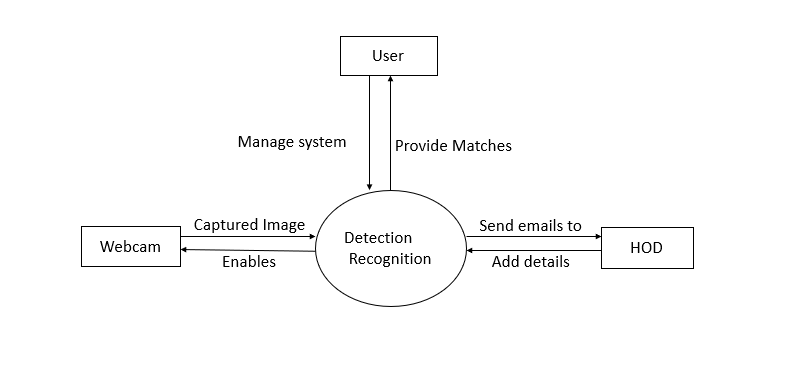 User
Manage system
Provide Matches
Captured Image
Send emails to
Webcam
Detection
Recognition
HOD
Enables
Add details